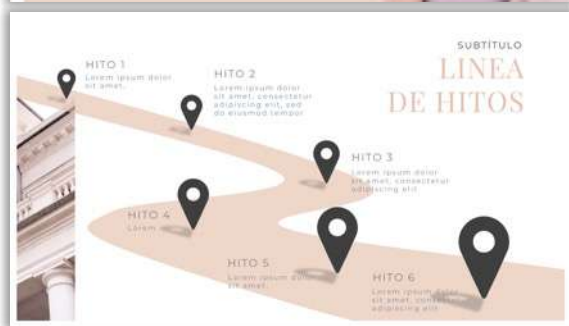 SUBTÍTULO
LINEA
DE HITOS
HITO 1
Lorem ipsum dolor
sit amet.
HITO 2
Lorem ipsum dolor
sit amet, consectetur
adipiscing elit, sed
do eiusmod tempor
HITO 3
Lorem ipsum dolor
sit amet, consectetur
adipiscing elit
HITO 4
Lorem
HITO 5
Lorem ipsum
sit amet.
HITO 6
Lorem ipsum dolor
sit amet,
adipiscing elit